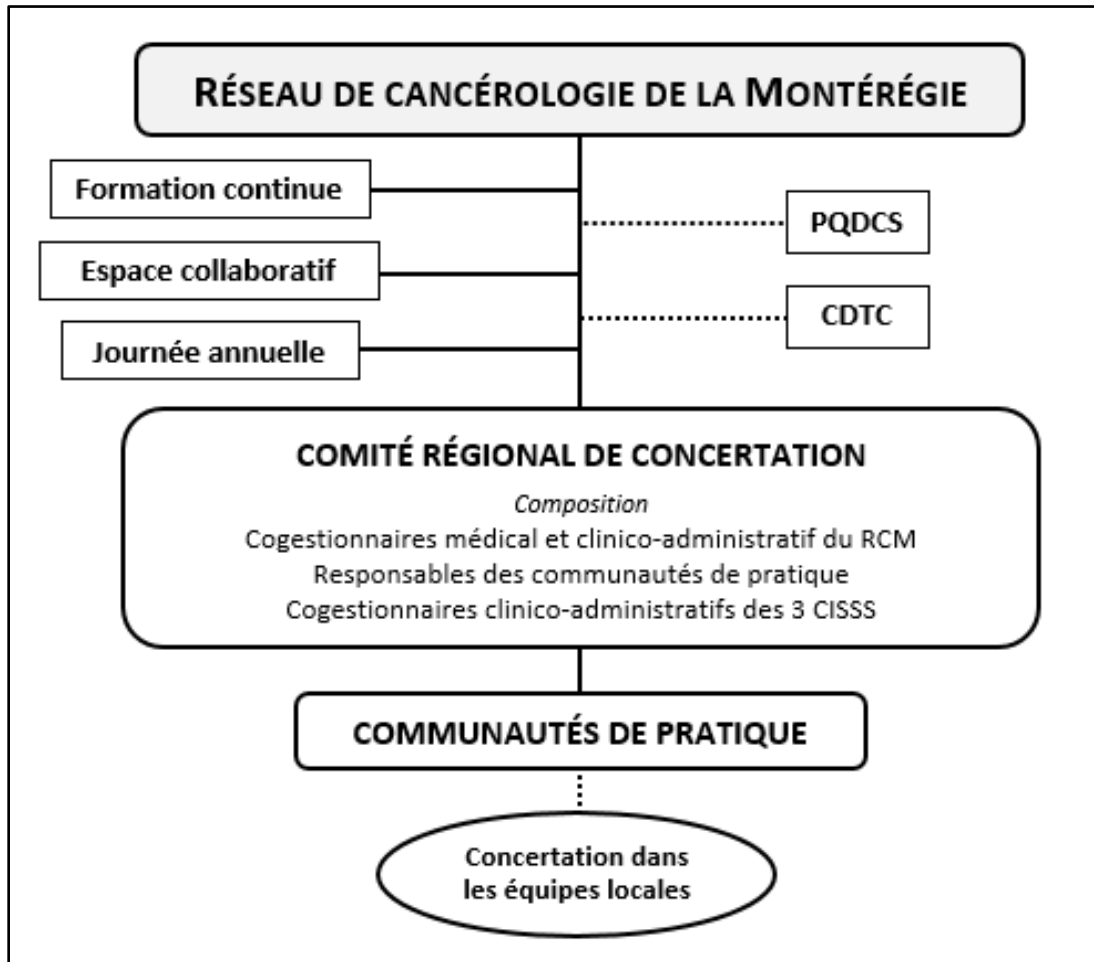 RÉSEAU DE CANCÉROLOGIE DE LA MONTÉRÉGIE
Formation continue
PQDCS
Espace collaboratif
CDTC
Journée annuelle
COMITÉ RÉGIONAL DE CONCERTATION
Composition
Cogestionnaires médical et clinico-administratif du RCM
Responsables des communautés de pratique
Cogestionnaires clinico-administratifs des 3 CISSS
COMMUNAUTÉS DE PRATIQUE
Concertation dans
les équipes locales